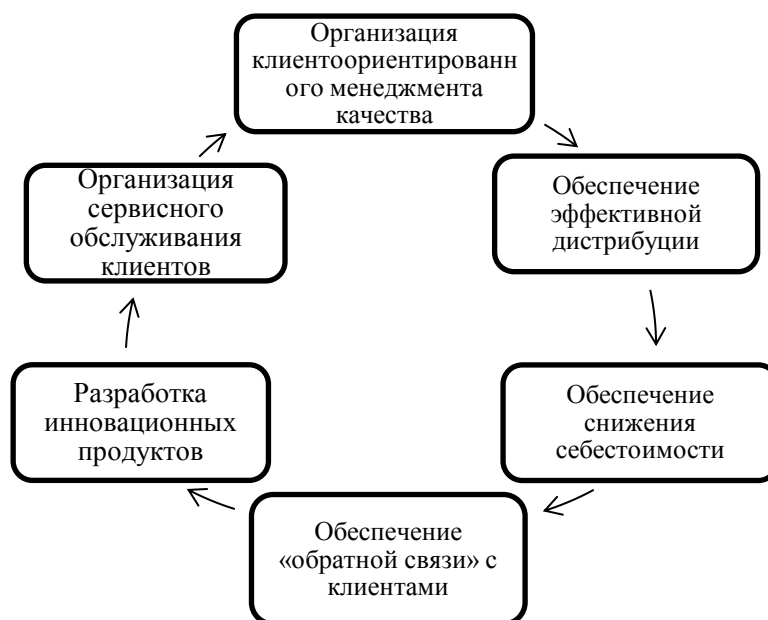 Организация
клиентоориентированн
ого менеджмента
качества
Обеспечение
эффективной
дистрибуции
Обеспечение
снижения
себестоимости
Обеспечение
«обратной связи» с
клиентами
Разработка
инновационных
продуктов
Организация
сервисного
обслуживания
клиентов